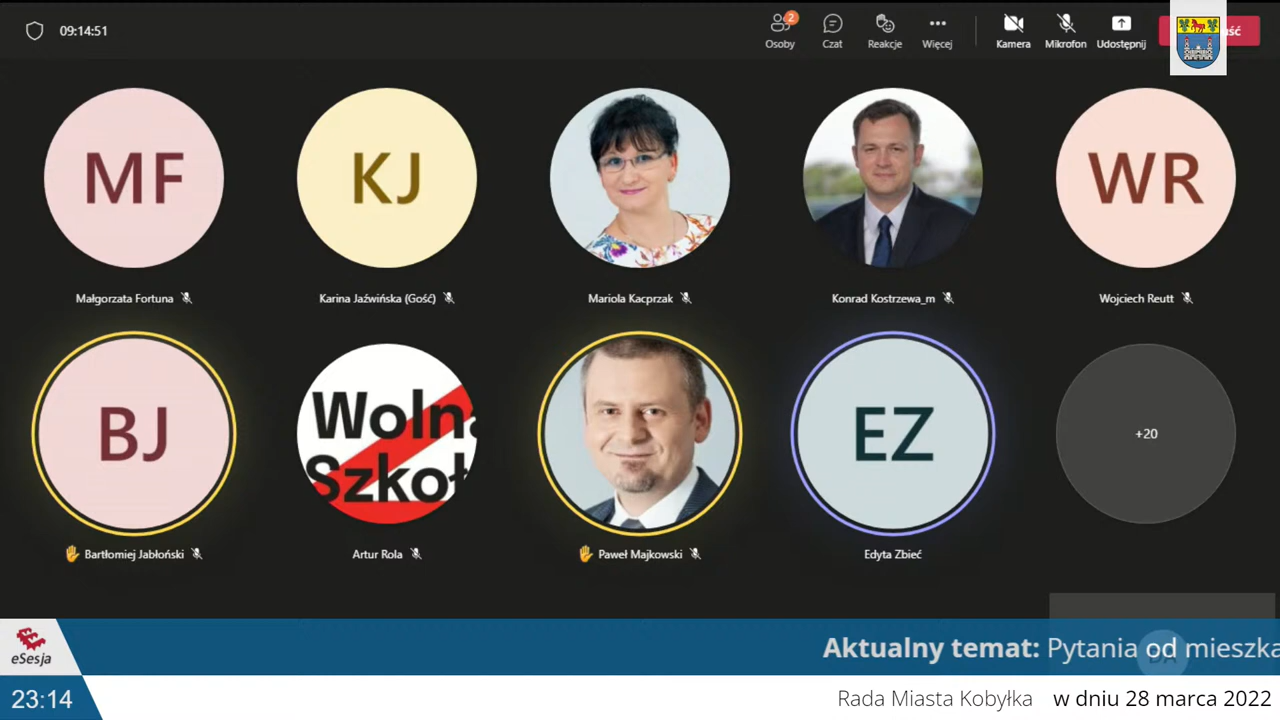 09:14:51
2
Osoby
Czat
Reakcje
Więcej
Kamera
Mikrofon
Udostępnij
ść
MF
KJ
WR
Małgorzata Fortuna
Karina Jaźwińska (Gość)
Mariola Kacprzak
Konrad Kostrzewa_m
Wojciech Reutt
BJ
Woln
Szkoł
EZ
+20
Bartłomiej Jabłoński
Artur Rola
Paweł Majkowski
Edyta Zbieć
eSesja
Aktualny temat: Pytania od mieszka
23:14
Rada Miasta Kobyłka w dniu 28 marca 2022